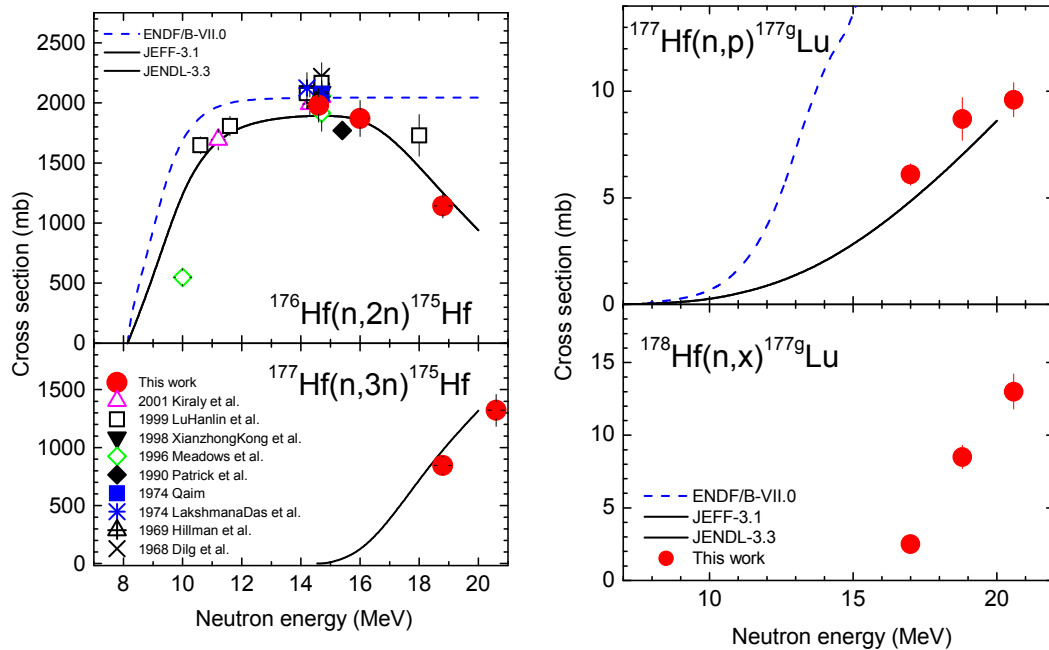 ENDF/B-VII.0
JEFF-3.1
JENDL-3.3
2500
2000
1500
1000
500
0
Cross section (mb)
¹⁷⁶Hf(n,2n)¹⁷⁵Hf
¹⁷⁷Hf(n,3n)¹⁷⁵Hf
1500
1000
500
0
This work
2001 Kiraly et al.
1999 LuHanlin et al.
1998 XianzhongKong et al.
1996 Meadows et al.
1990 Patrick et al.
1974 Qaim
1974 LakshmanaDas et al.
1969 Hillman et al.
1968 Dilg et al.
8 10 12 14 16 18 20
Neutron energy (MeV)
¹⁷⁷Hf(n,p)¹⁷⁷ᵍLu
10
5
0
Cross section (mb)
¹⁷⁸Hf(n,x)¹⁷⁷ᵍLu
15
10
5
0
ENDF/B-VII.0
JEFF-3.1
JENDL-3.3
This work
10 15 20
Neutron energy (MeV)